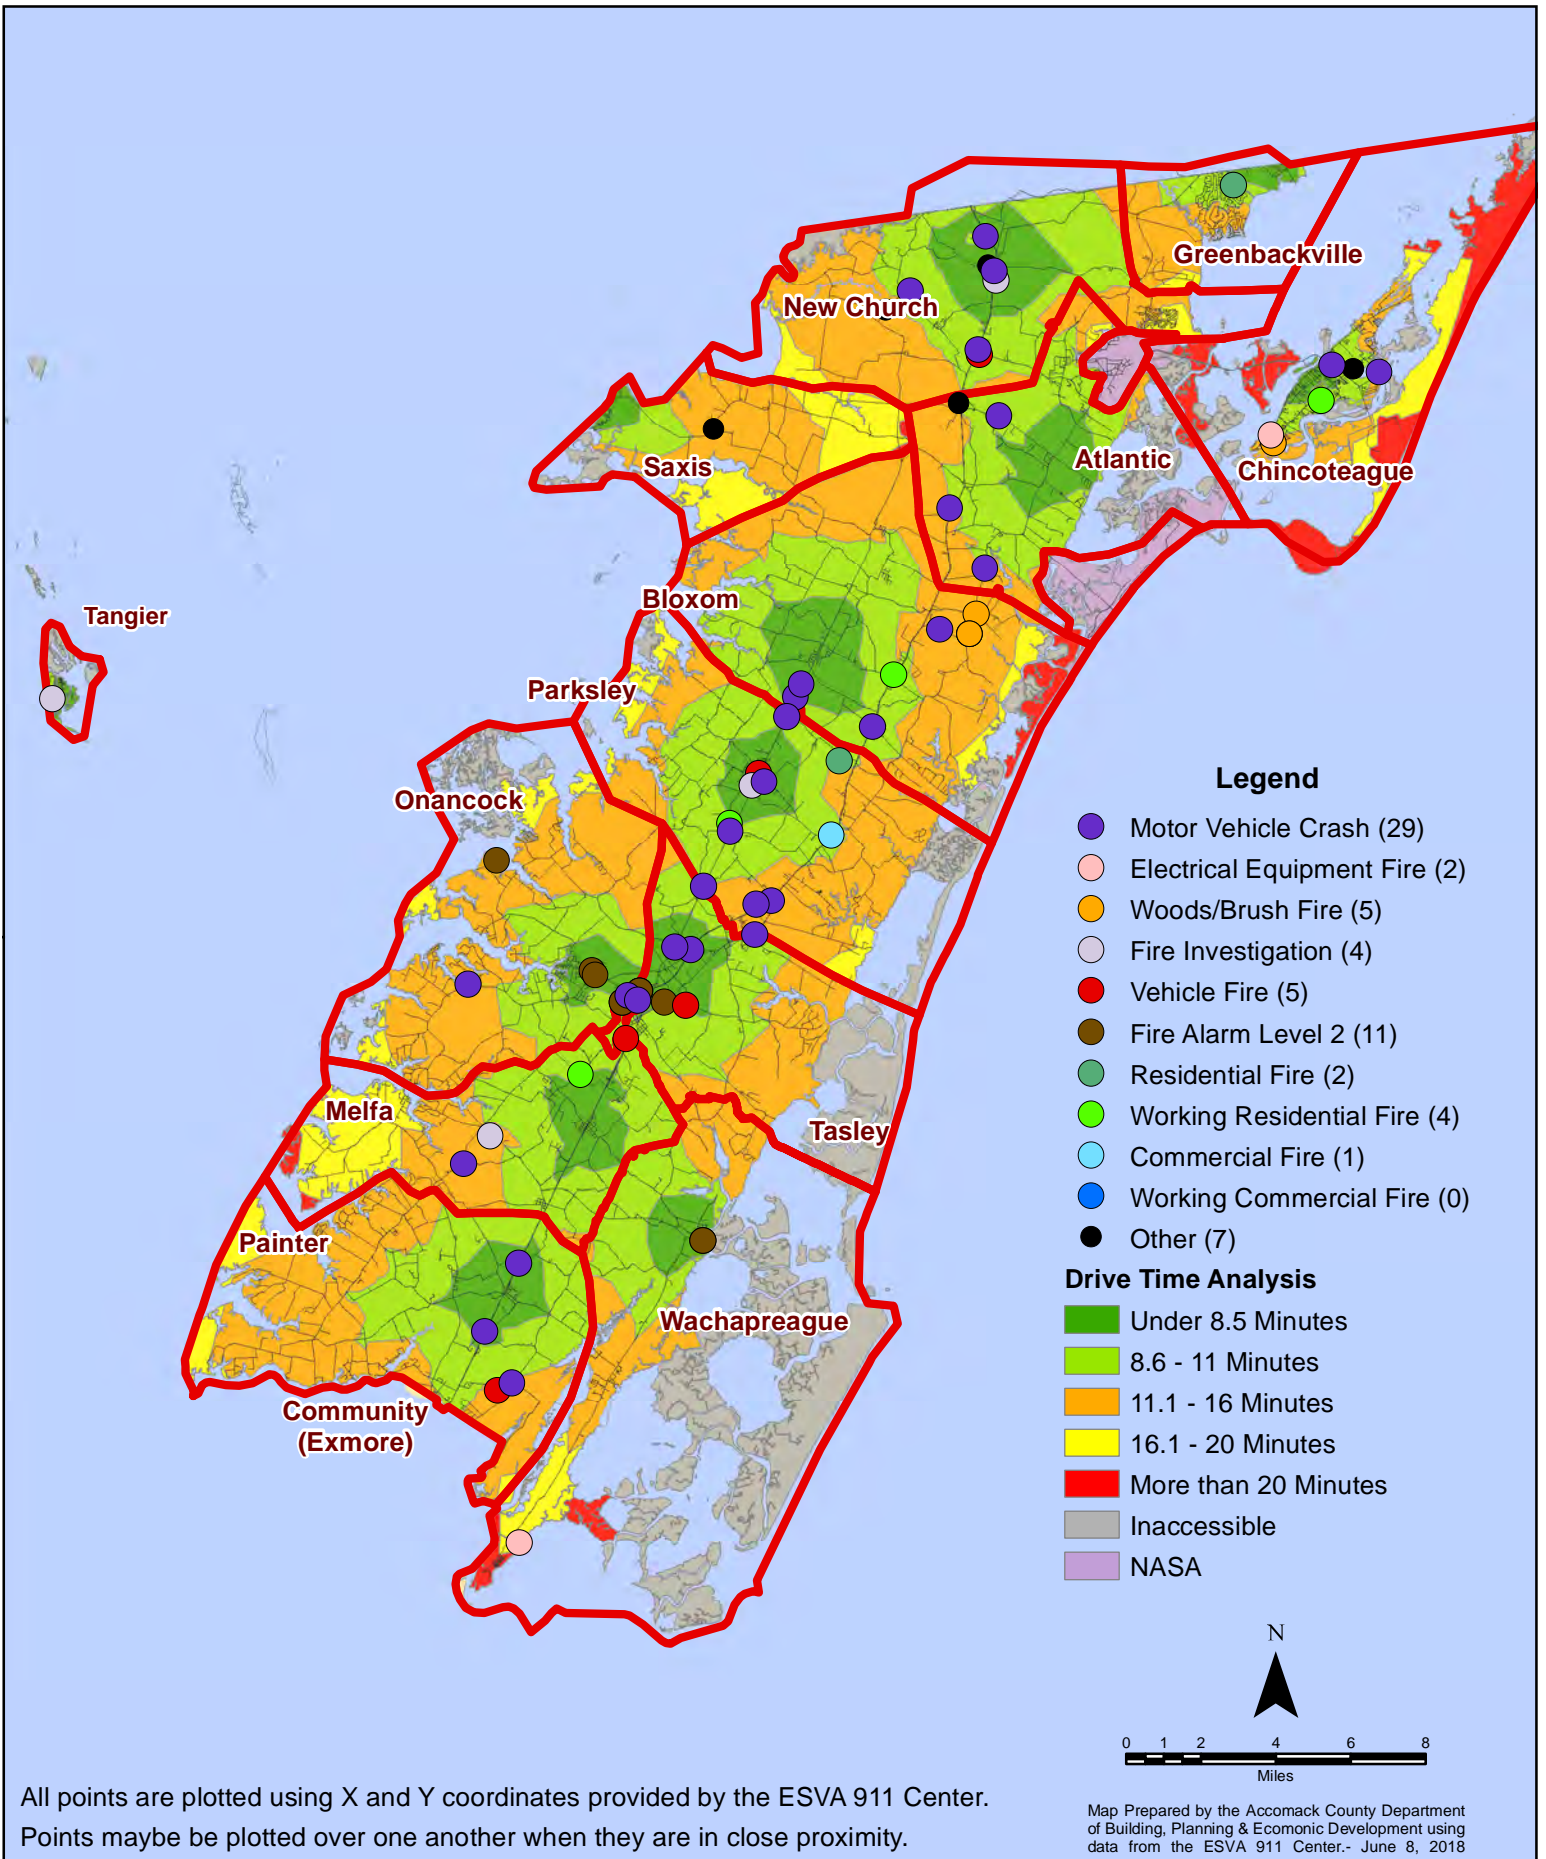 Greenbackville
New Church
Saxis
Atlantic
Chincoteague
Bloxom
Tangier
Parksley
Onancock
Melfa
Tasley
Painter
Wachapreague
Community
(Exmore)
Legend
Motor Vehicle Crash (29)
Electrical Equipment Fire (2)
Woods/Brush Fire (5)
Fire Investigation (4)
Vehicle Fire (5)
Fire Alarm Level 2 (11)
Residential Fire (2)
Working Residential Fire (4)
Commercial Fire (1)
Working Commercial Fire (0)
Other (7)
Drive Time Analysis
Under 8.5 Minutes
8.6 - 11 Minutes
11.1 - 16 Minutes
16.1 - 20 Minutes
More than 20 Minutes
Inaccessible
NASA
N
0 1 2 4 6 8
Miles
All points are plotted using X and Y coordinates provided by the ESVA 911 Center.
Points maybe be plotted over one another when they are in close proximity.
Map Prepared by the Accomack County Department
of Building, Planning & Ecomonic Development using
data from the ESVA 911 Center.- June 8, 2018